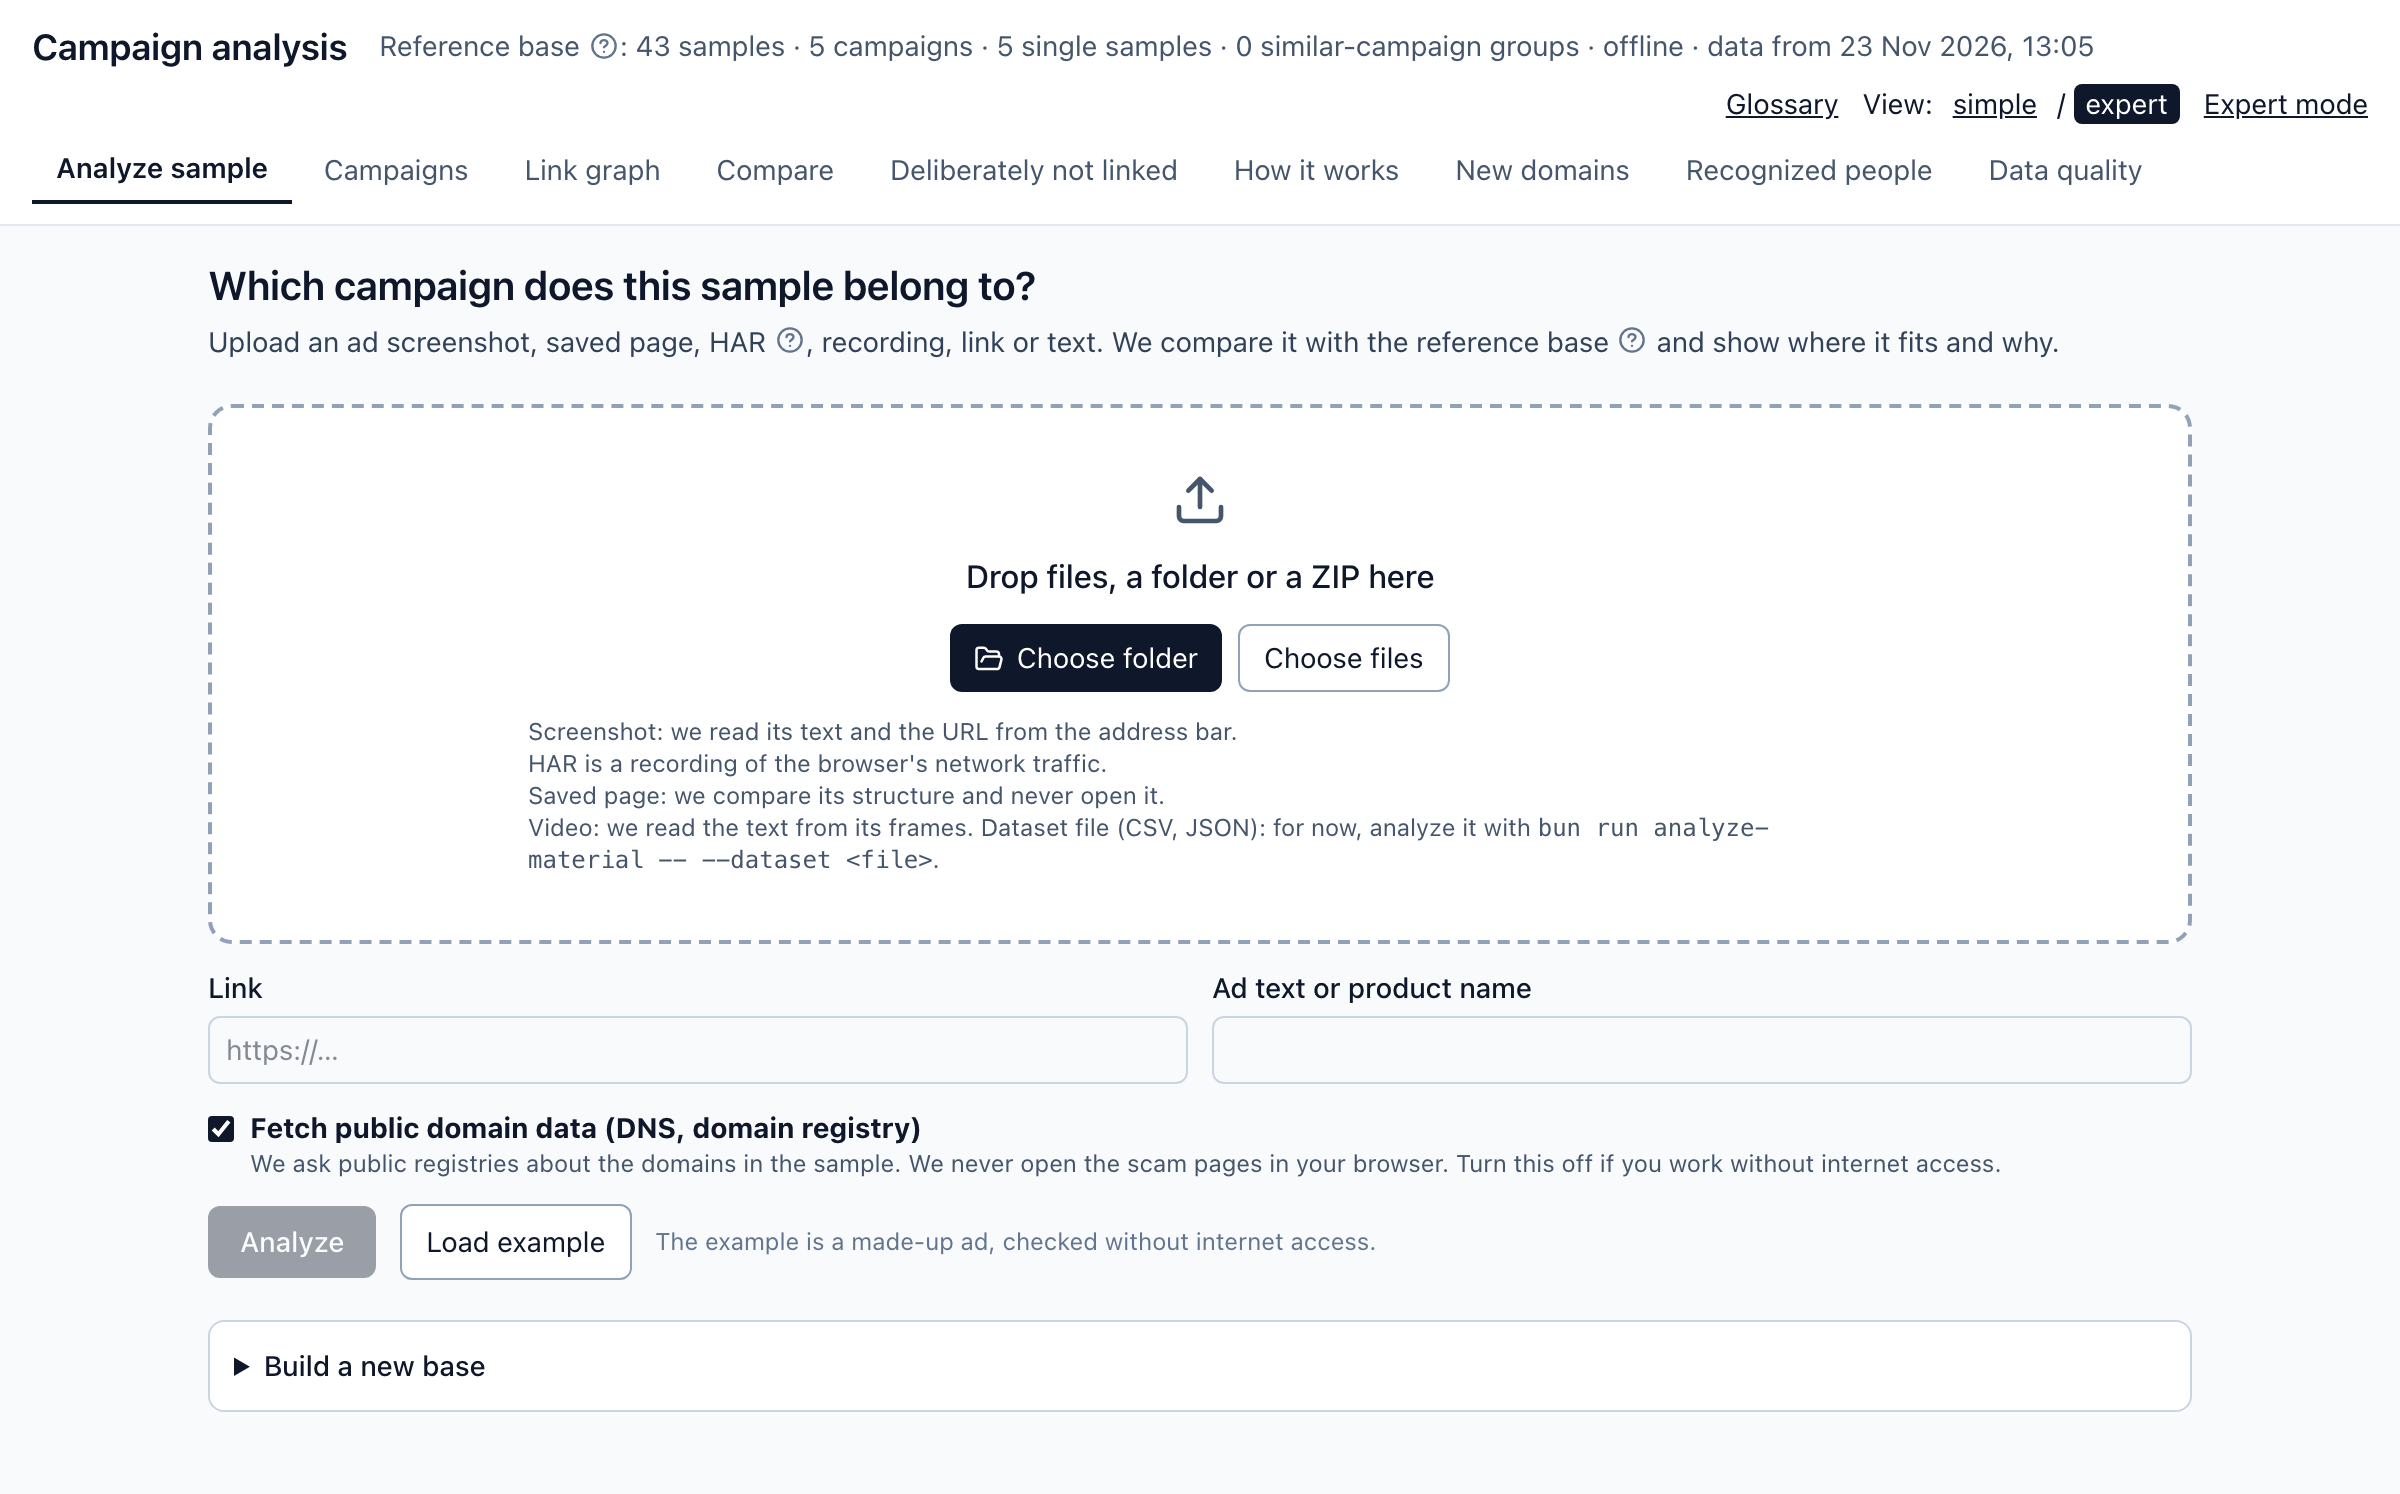 Campaign analysis
Reference base ?: 43 samples · 5 campaigns · 5 single samples · 0 similar-campaign groups · offline · data from 23 Nov 2026, 13:05
Glossary View: simple / expert Expert mode
Analyze sample Campaigns Link graph Compare Deliberately not linked How it works New domains Recognized people Data quality
Which campaign does this sample belong to?
Upload an ad screenshot, saved page, HAR ?, recording, link or text. We compare it with the reference base ? and show where it fits and why.
Drop files, a folder or a ZIP here
Choose folder Choose files
Screenshot: we read its text and the URL from the address bar.
HAR is a recording of the browser's network traffic.
Saved page: we compare its structure and never open it.
Video: we read the text from its frames. Dataset file (CSV, JSON): for now, analyze it with bun run analyze-
material -- --dataset <file>.
Link Ad text or product name
https://...
Fetch public domain data (DNS, domain registry)
We ask public registries about the domains in the sample. We never open the scam pages in your browser. Turn this off if you work without internet access.
Analyze Load example The example is a made-up ad, checked without internet access.
Build a new base